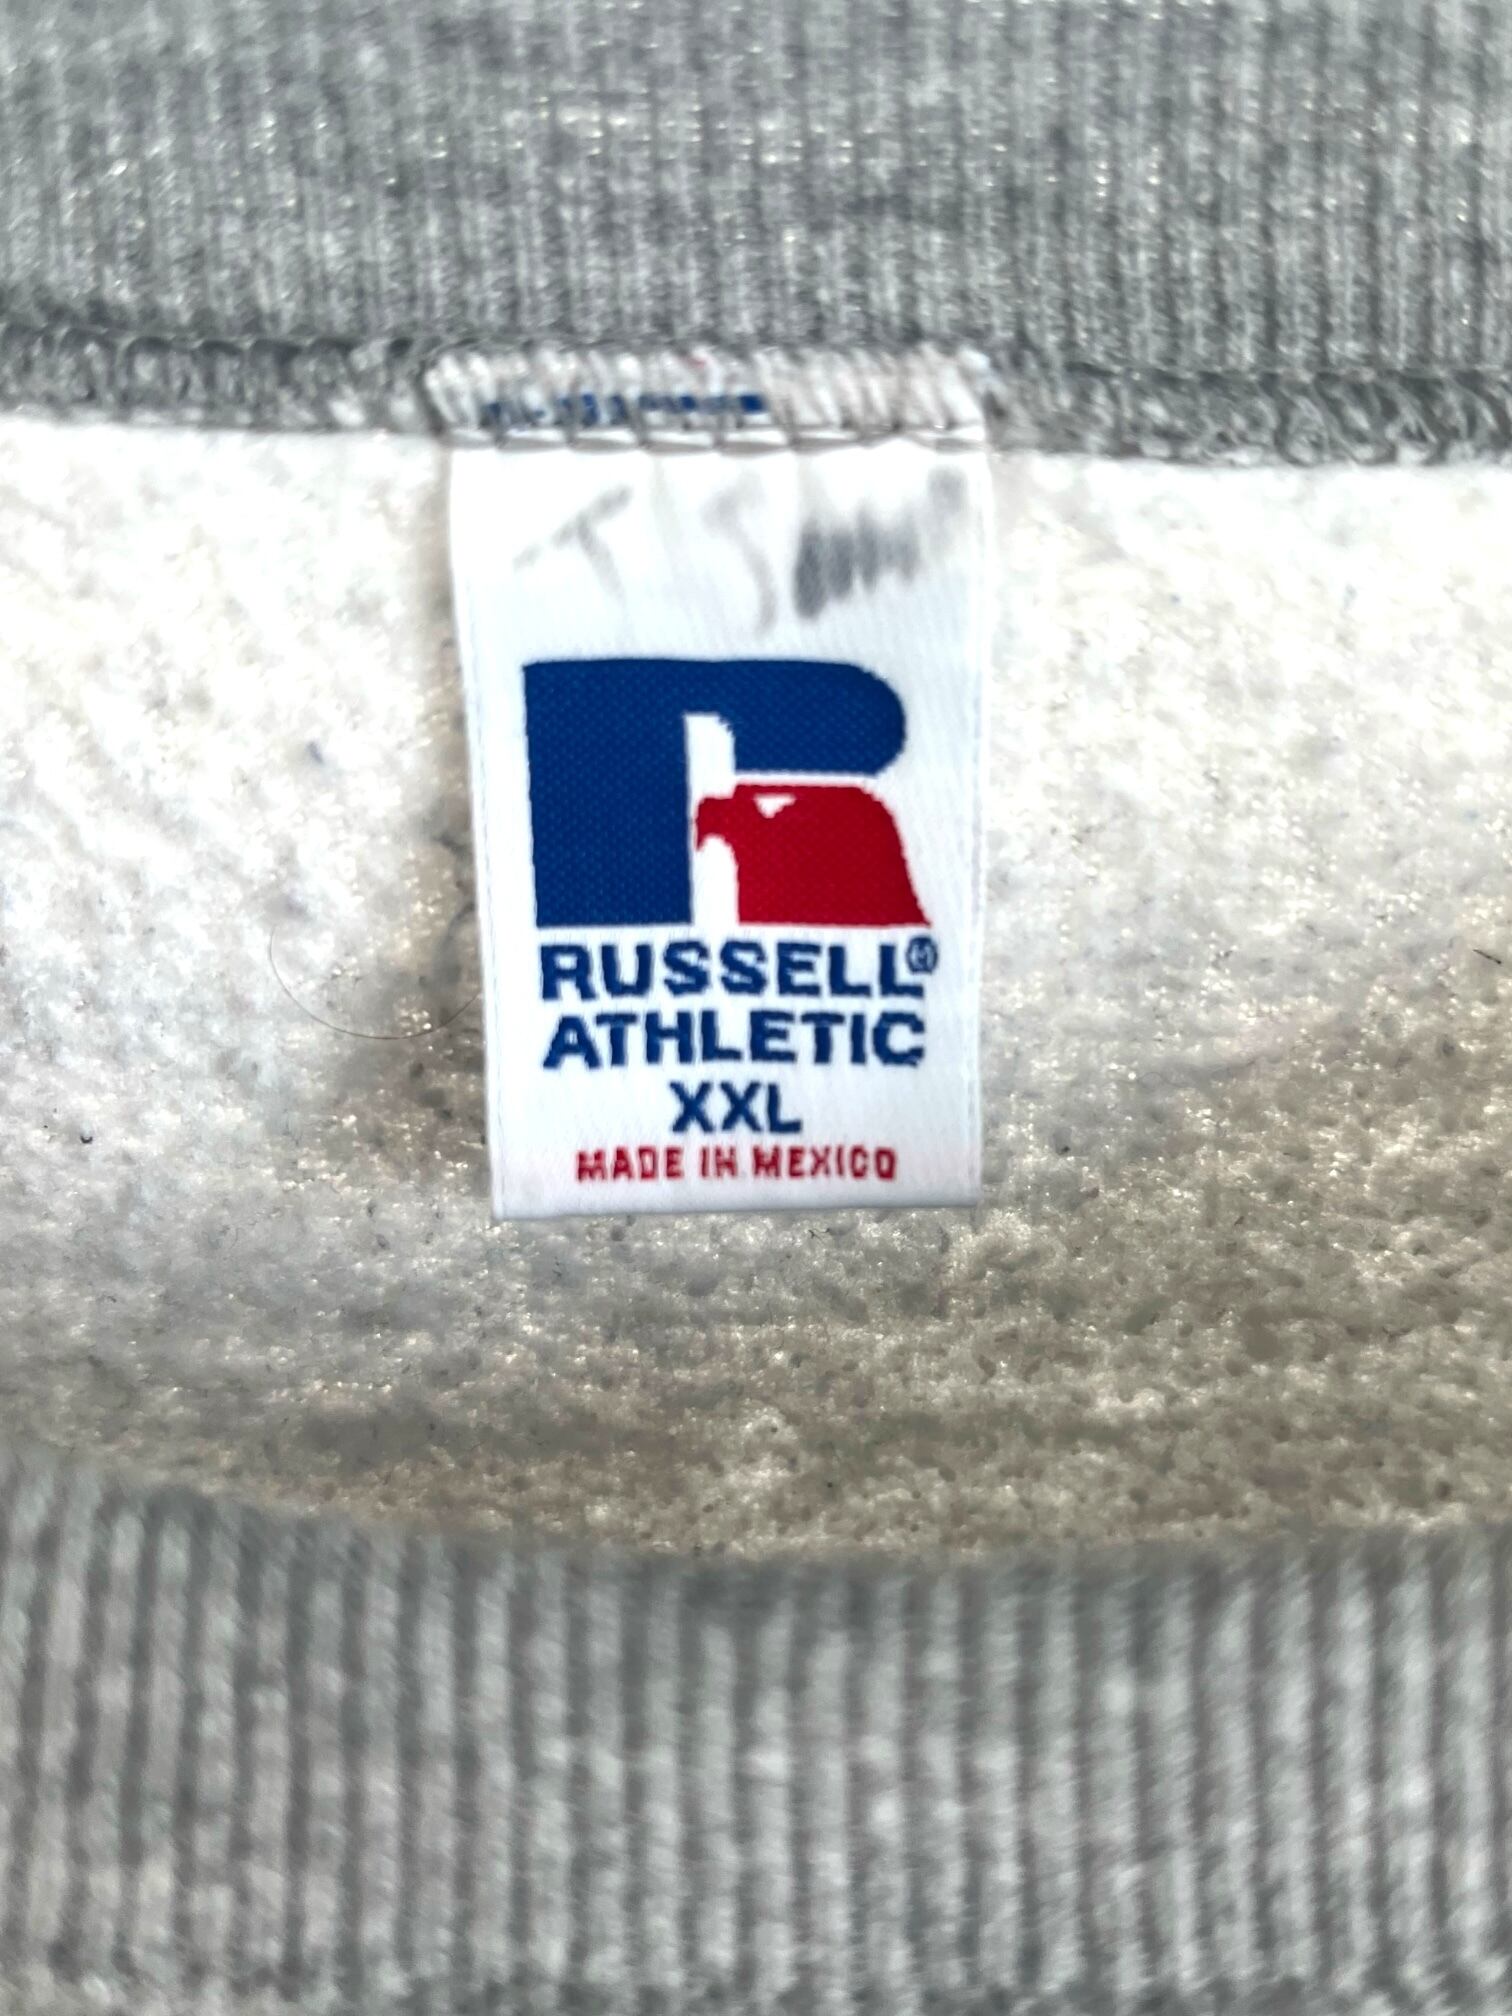 RUSSELL®
ATHLETIC
XXL
MADE IN MEXICO